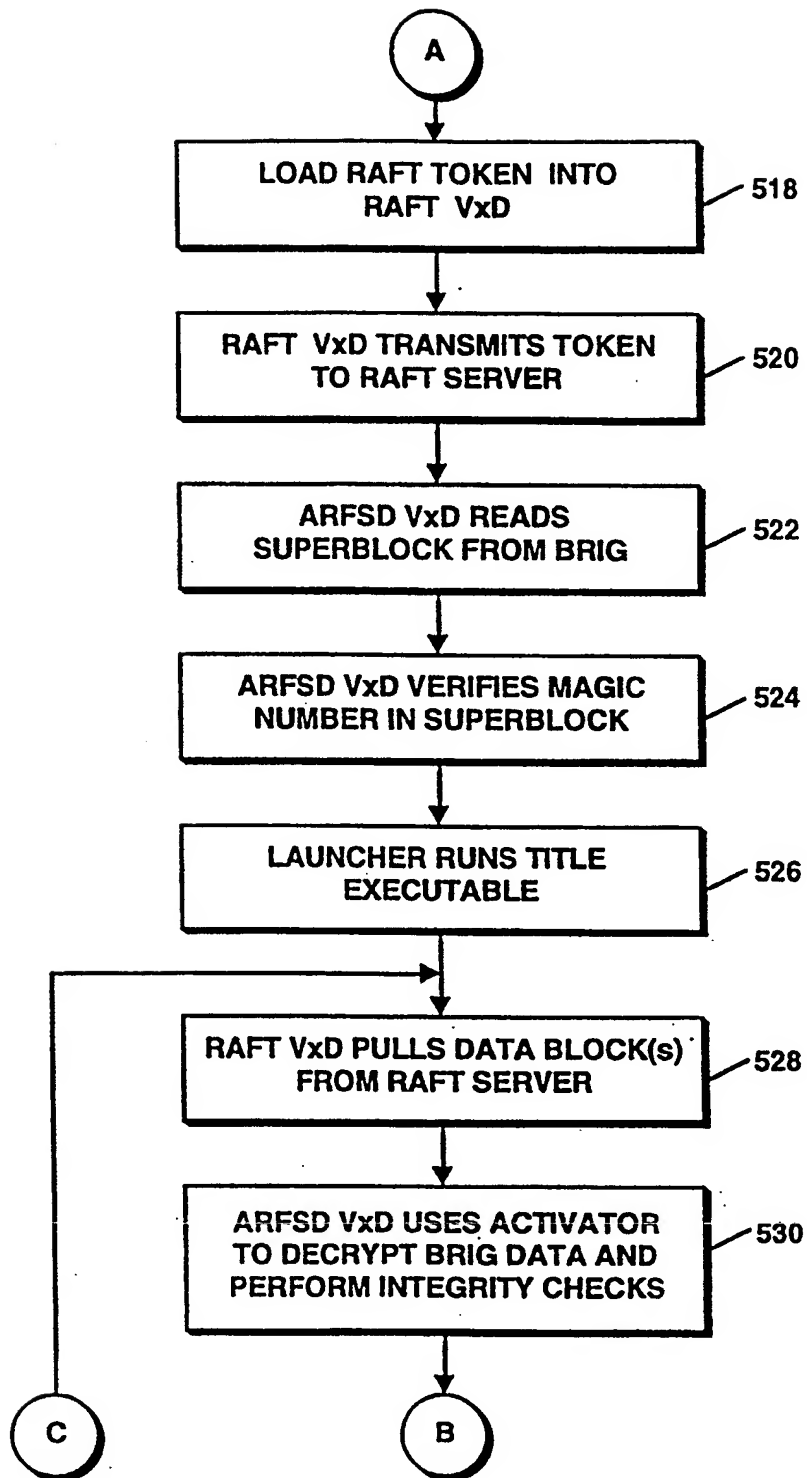 A
LOAD RAFT TOKEN INTO
RAFT VxD
518
RAFT VxD TRANSMITS TOKEN
TO RAFT SERVER
520
ARFSD VxD READS
SUPERBLOCK FROM BRIG
522
ARFSD VxD VERIFIES MAGIC
NUMBER IN SUPERBLOCK
524
LAUNCHER RUNS TITLE
EXECUTABLE
526
RAFT VxD PULLS DATA BLOCK(s)
FROM RAFT SERVER
528
ARFSD VxD USES ACTIVATOR
TO DECRYPT BRIG DATA AND
PERFORM INTEGRITY CHECKS
530
C
B